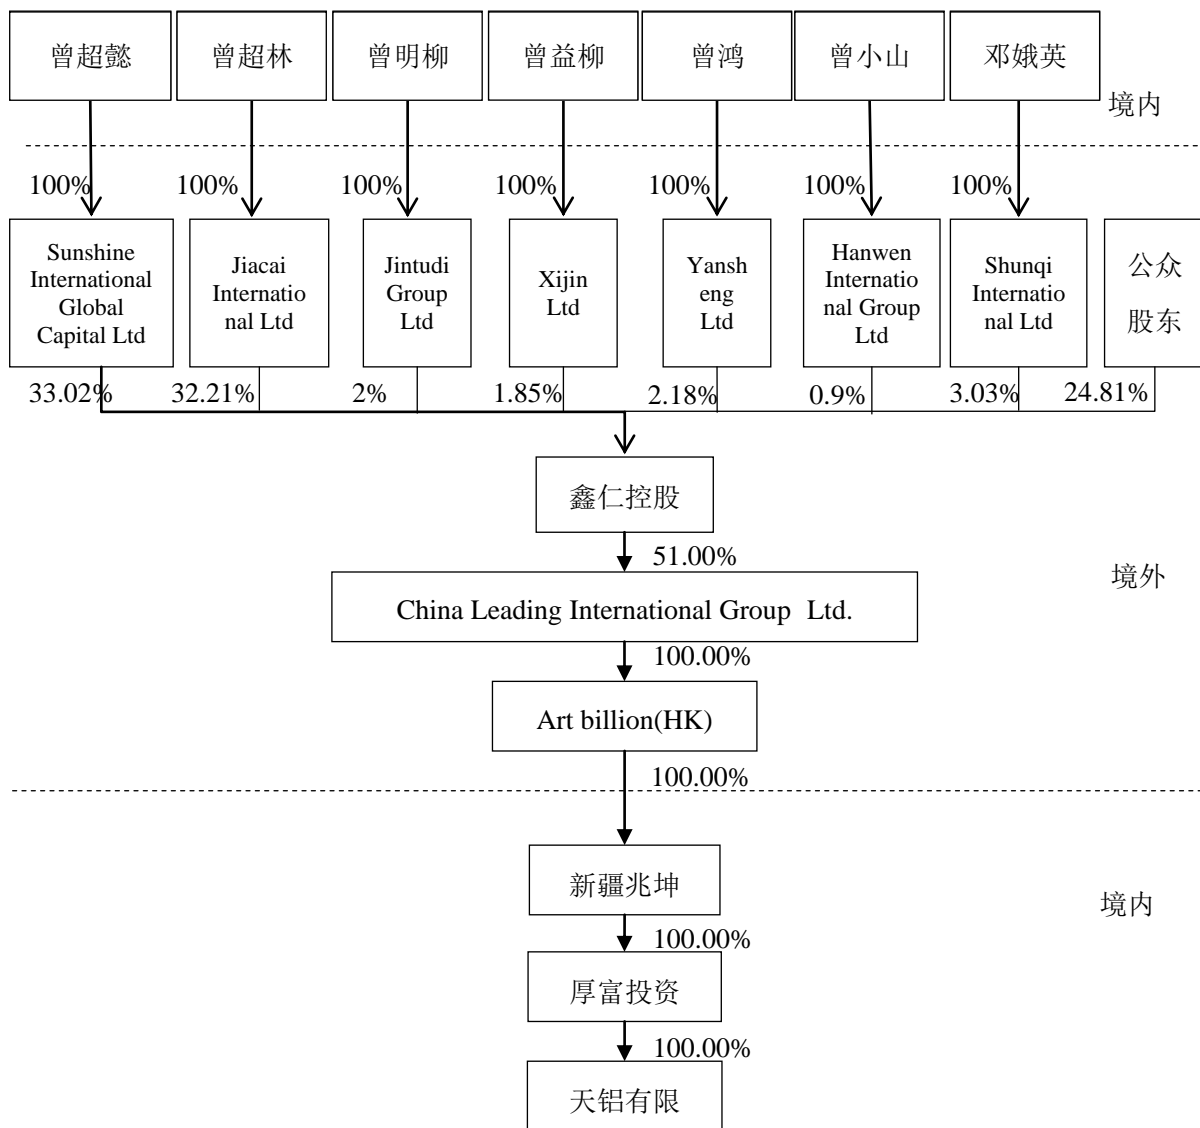 曾超懿
曾超林
曾明柳
曾益柳
曾鸿
曾小山
邓娥英
境内
100%
100%
100%
100%
100%
100%
100%
Sunshine
International
Global
Capital Ltd
Jiacai
Internatio
nal Ltd
Jintudi
Group
Ltd
Xijin
Ltd
Yansh
eng
Ltd
Hanwen
Internatio
nal Group
Ltd
Shunqi
Internatio
nal Ltd
公众
股东
33.02%
32.21%
2%
1.85%
2.18%
0.9%
3.03%
24.81%
鑫仁控股
51.00%
境外
China Leading International Group Ltd.
100.00%
Art billion(HK)
100.00%
新疆兆坤
境内
100.00%
厚富投资
100.00%
天铝有限